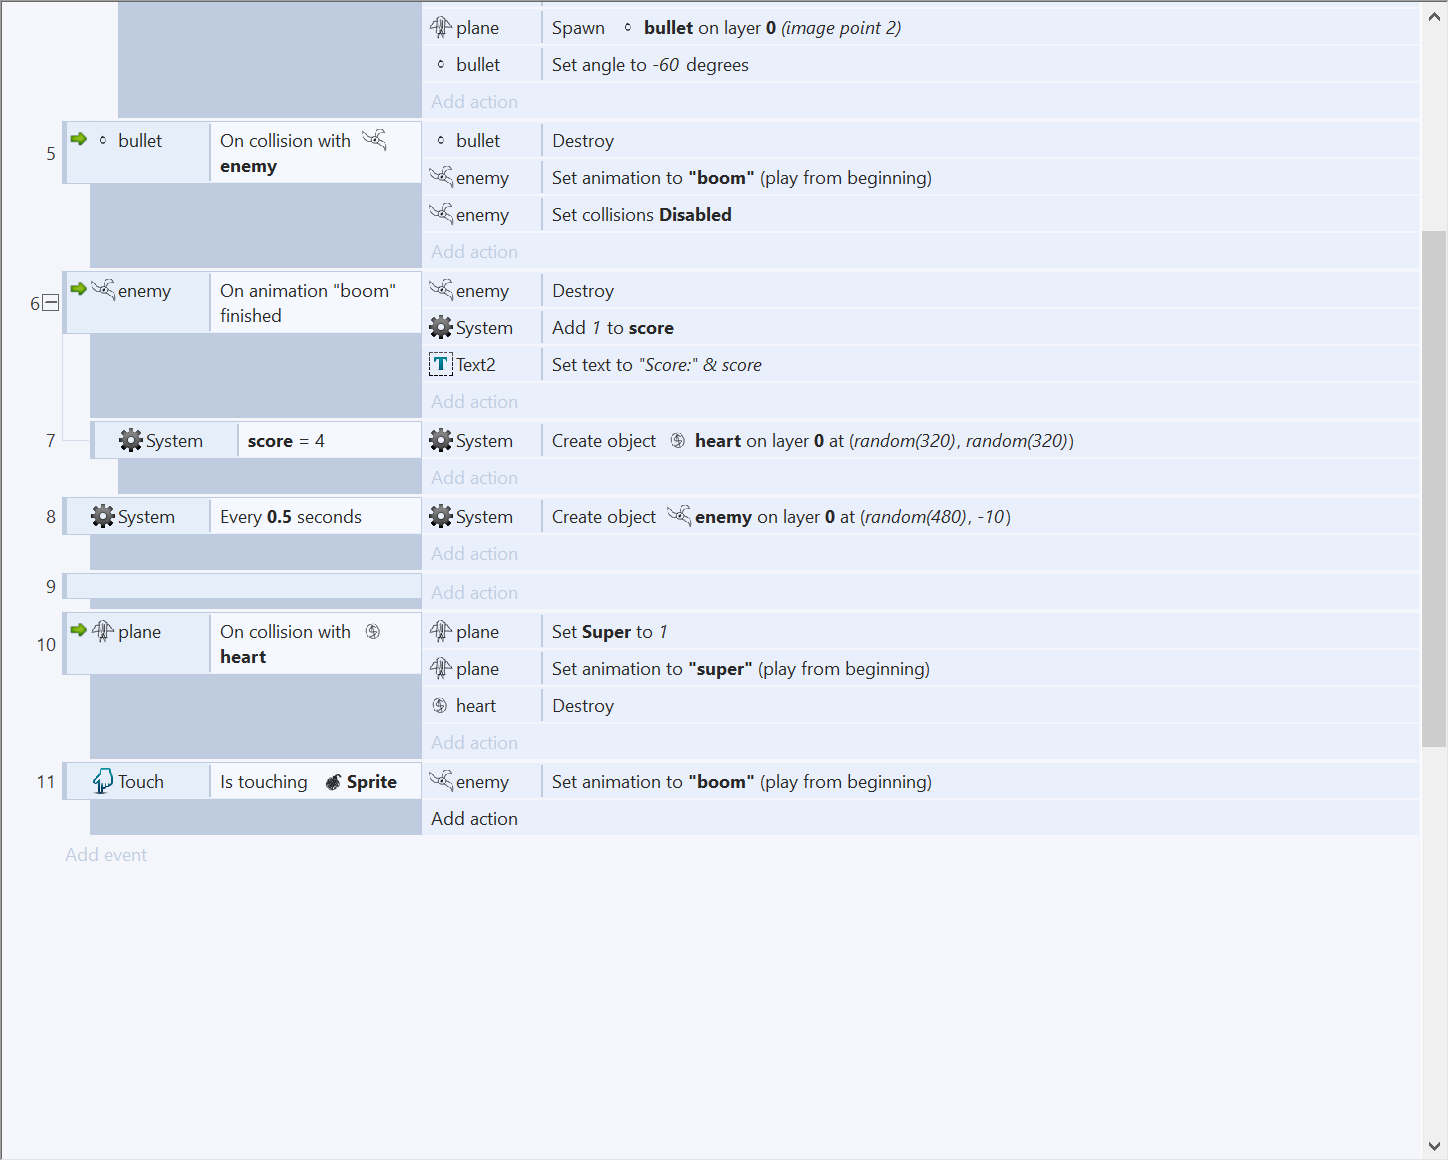 plane Spawn bullet on layer 0 (image point 2)
bullet Set angle to -60 degrees
Add action
5 bullet On collision with enemy bullet Destroy
enemy Set animation to "boom" (play from beginning)
enemy Set collisions Disabled
Add action
6 enemy On animation "boom" finished enemy Destroy
System Add 1 to score
Text2 Set text to "Score:" & score
Add action
7 System score = 4 System Create object heart on layer 0 at (random(320), random(320))
Add action
8 System Every 0.5 seconds System Create object enemy on layer 0 at (random(480), -10)
Add action
9 Add action
10 plane On collision with heart plane Set Super to 1
plane Set animation to "super" (play from beginning)
heart Destroy
Add action
11 Touch Is touching Sprite enemy Set animation to "boom" (play from beginning)
Add action
Add event